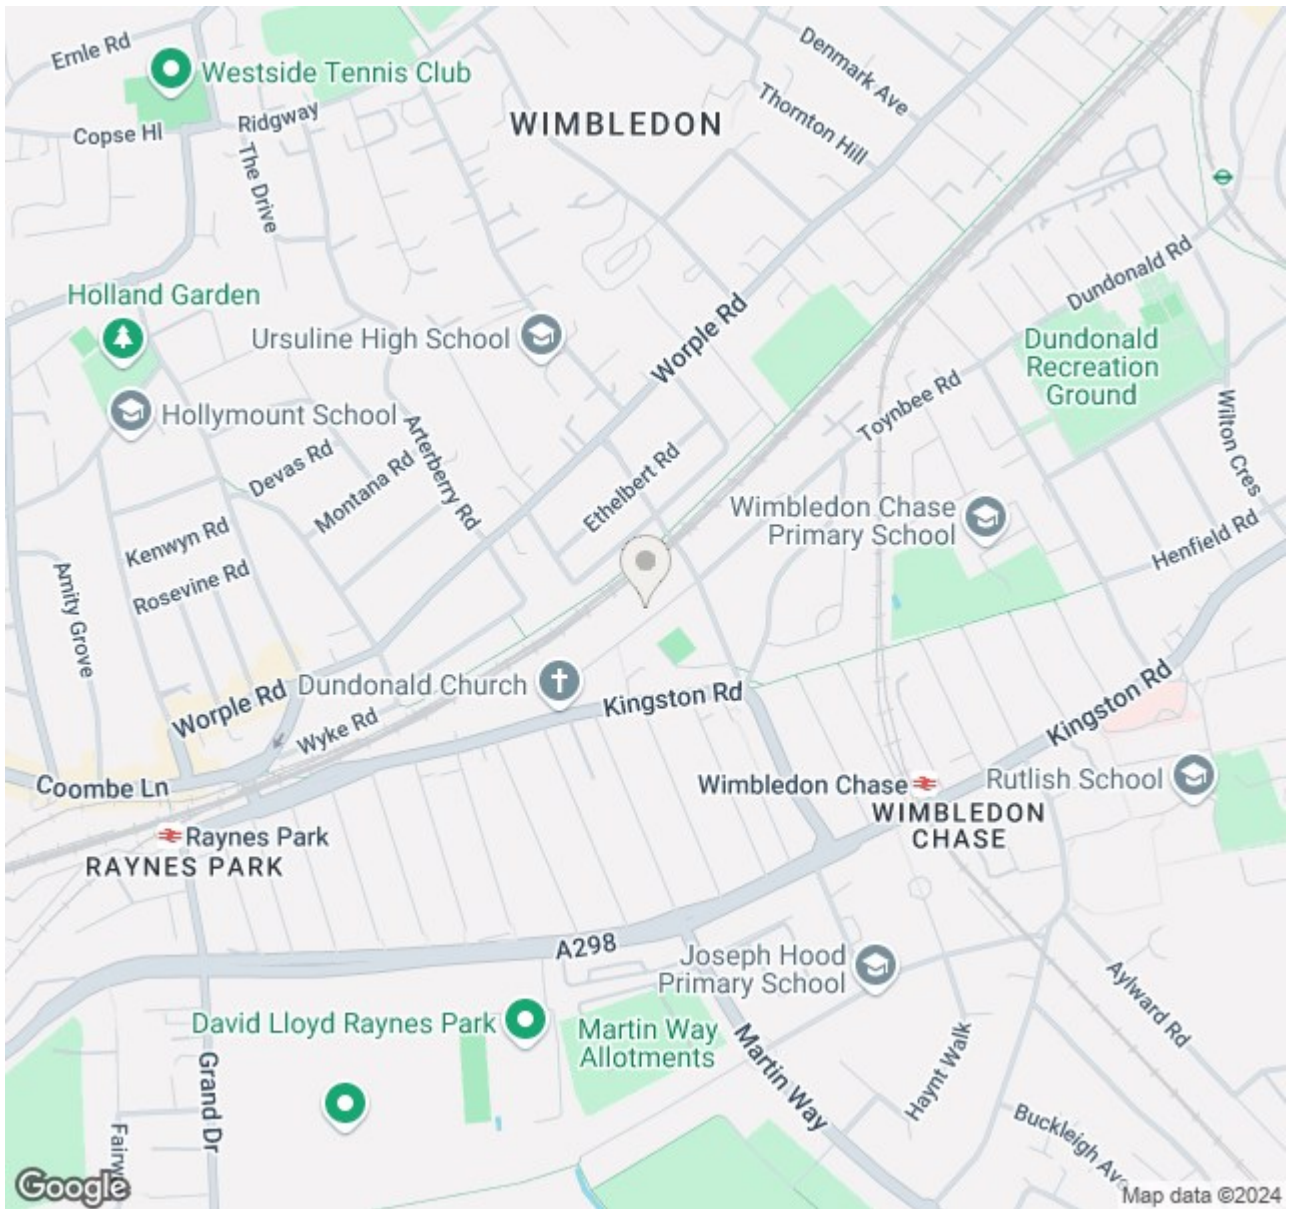 Ernle Rd
Westside Tennis Club
Copse Hl
Ridgway
The Drive
WIMBLEDON
Denmark Ave
Thornton Hill
Dundonald Rd
Holland Garden
Ursuline High School
Worple Rd
Dundonald
Recreation
Ground
Hollymount School
Toynbee Rd
Wilton Cres
Devas Rd
Montana Rd
Arterberry Rd
Ethelbert Rd
Wimbledon Chase
Primary School
Kenwyn Rd
Rosevine Rd
Amity Grove
Henfield Rd
Dundonald Church
Kingston Rd
Worple Rd
Wyke Rd
Kingston Rd
Coombe Ln
Wimbledon Chase
Rutlish School
WIMBLEDON
CHASE
Raynes Park
RAYNES PARK
A298
Joseph Hood
Primary School
Aylward Rd
David Lloyd Raynes Park
Martin Way
Allotments
Martin Way
Haynt Walk
Grand Dr
Buckleigh Ave
Fairw
Google
Map data ©2024